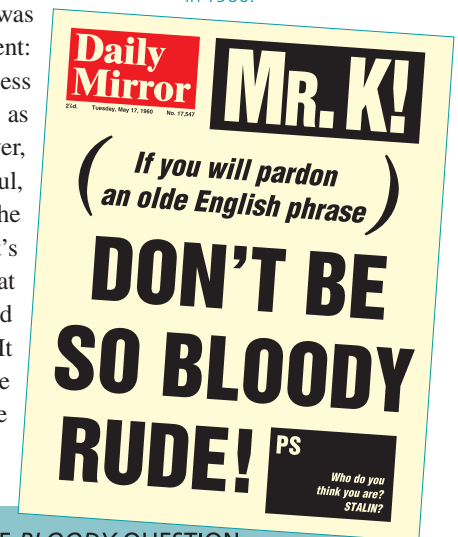 in 1960.
was
ent:
ess
as
er,
ul,
he
's
at
d
It
e
e
Daily
Mirror
2½d. Tuesday, May 17, 1960 No. 17,547
MR. K!
(If you will pardon
an olde English phrase)
DON'T BE
SO BLOODY
RUDE!
PS
Who do you
think you are?
STALIN?
E BLOODY QUESTION